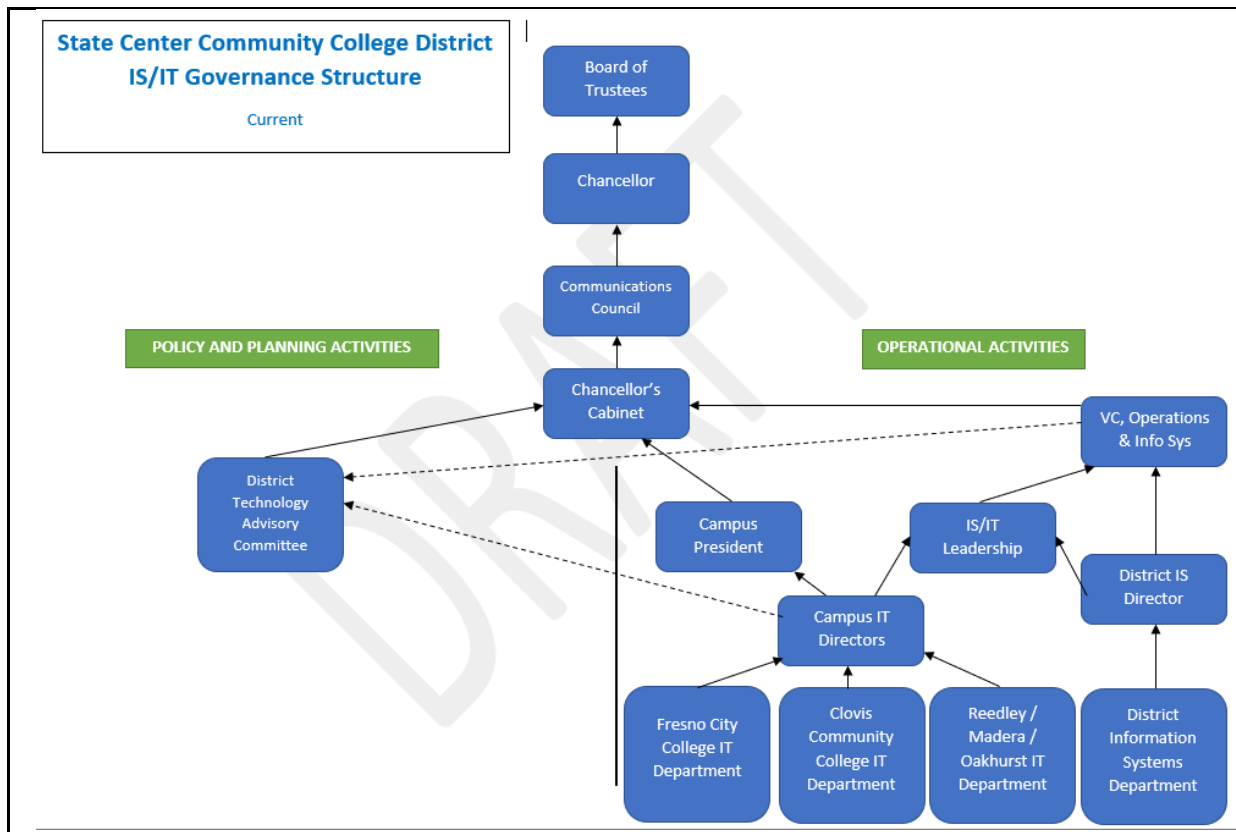 State Center Community College District
IS/IT Governance Structure
Current
Board of
Trustees
Chancellor
Communications
Council
POLICY AND PLANNING ACTIVITIES
OPERATIONAL ACTIVITIES
Chancellor's
Cabinet
VC, Operations
& Info Sys
District
Technology
Advisory
Committee
Campus
President
IS/IT
Leadership
District IS
Director
Campus IT
Directors
Fresno City
College IT
Department
Clovis
Community
College IT
Department
Reedley /
Madera /
Oakhurst IT
Department
District
Information
Systems
Department
DRAFT